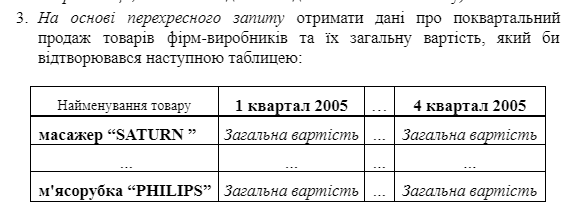 3. На основі перехресного запиту отримати дані про поквартальний
продаж товарів фірм-виробників та їх загальну вартість, який би
відтворювався наступною таблицею:
Найменування товару 1 квартал 2005 … 4 квартал 2005
масажер “SATURN ” Загальна вартість ... Загальна вартість
... ... ... ...
м'ясорубка “PHILIPS” Загальна вартість ... Загальна вартість